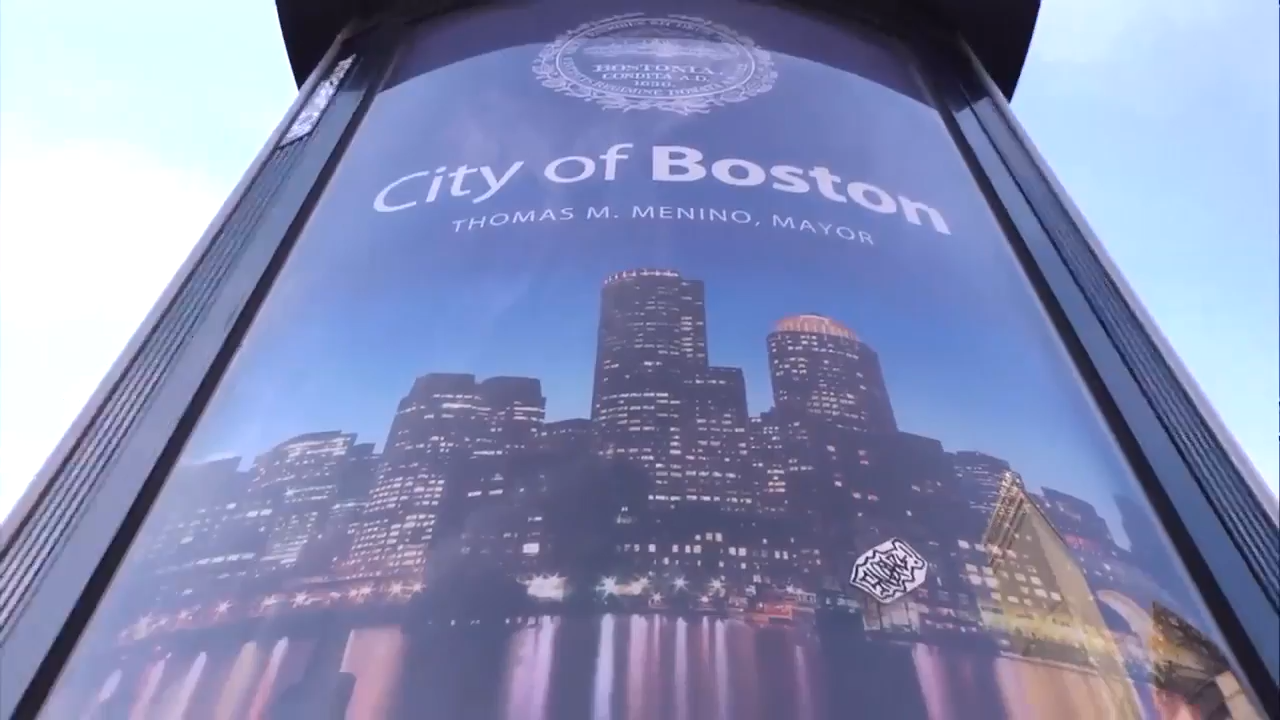 BOSTONIA.
CONDITA A.D.
1630.
City of Boston
THOMAS M. MENINO, MAYOR